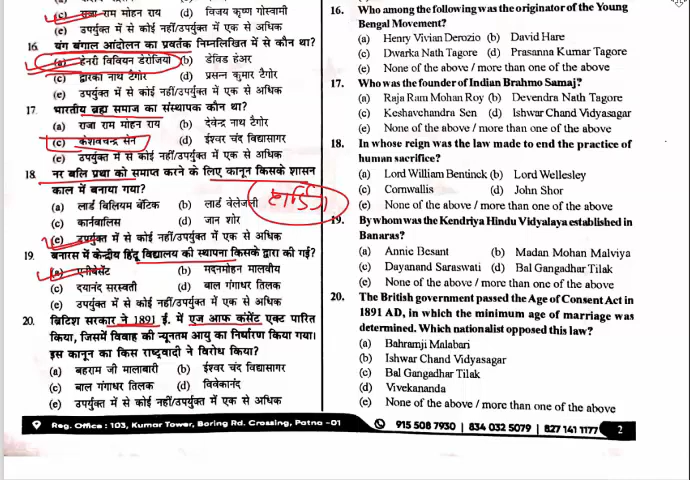 (c) राजा राम मोहन राय (d) विजय कृष्ण गोस्वामी
(e) उपर्युक्त में से कोई नहीं/उपर्युक्त में से एक से अधिक
16. यंग बंगाल आंदोलन का प्रवर्तक निम्नलिखित में से कौन था?
(a) हेनरी विवियन डेरोजियो (b) डेविड हेअर
(c) द्वारका नाथ टैगोर (d) प्रसन्न कुमार टैगोर
(e) उपर्युक्त में से कोई नहीं/उपर्युक्त में से एक से अधिक
17. भारतीय ब्रह्म समाज का संस्थापक कौन था?
(a) राजा राम मोहन राय (b) देवेन्द्र नाथ टैगोर
(c) केशवचन्द्र सेन (d) ईश्वर चंद विद्यासागर
(e) उपर्युक्त में से कोई नहीं/उपर्युक्त में से एक से अधिक
18. नर बलि प्रथा को समाप्त करने के लिए कानून किसके शासन
काल में बनाया गया?
(a) लार्ड विलियम बेंटिक (b) लार्ड वेलेजली
(c) कार्नवालिस (d) जान शोर
(e) उपर्युक्त में से कोई नहीं/उपर्युक्त में से एक से अधिक
हार्डिंग
19. बनारस में केन्द्रीय हिंदू विद्यालय की स्थापना किसके द्वारा की गई?
(a) एनीबेसेंट (b) मदनमोहन मालवीय
(c) दयानंद सरस्वती (d) बाल गंगाधर तिलक
(e) उपर्युक्त में से कोई नहीं/उपर्युक्त में से एक से अधिक
20. ब्रिटिश सरकार ने 1891 ई. में एज आफ कंसेंट एक्ट पारित
किया, जिसमें विवाह की न्यूनतम आयु का निर्धारण किया गया।
इस कानून का किस राष्ट्रवादी ने विरोध किया?
(a) बहराम जी मालाबारी (b) ईश्वर चंद विद्यासागर
(c) बाल गंगाधर तिलक (d) विवेकानंद
(e) उपर्युक्त में से कोई नहीं/उपर्युक्त में से एक से अधिक
16. Who among the following was the originator of the Young
Bengal Movement?
(a) Henry Vivian Derozio (b) David Hare
(c) Dwarka Nath Tagore (d) Prasanna Kumar Tagore
(e) None of the above / more than one of the above
17. Who was the founder of Indian Brahmo Samaj?
(a) Raja Ram Mohan Roy (b) Devendra Nath Tagore
(c) Keshavchandra Sen (d) Ishwar Chand Vidyasagar
(e) None of the above / more than one of the above
18. In whose reign was the law made to end the practice of
human sacrifice?
(a) Lord William Bentinck (b) Lord Wellesley
(c) Cornwallis (d) John Shor
(e) None of the above / more than one of the above
19. By whom was the Kendriya Hindu Vidyalaya established in
Banaras?
(a) Annie Besant (b) Madan Mohan Malviya
(c) Dayanand Saraswati (d) Bal Gangadhar Tilak
(e) None of the above / more than one of the above
20. The British government passed the Age of Consent Act in
1891 AD, in which the minimum age of marriage was
determined. Which nationalist opposed this law?
(a) Bahramji Malabari
(b) Ishwar Chand Vidyasagar
(c) Bal Gangadhar Tilak
(d) Vivekananda
(e) None of the above / more than one of the above
Reg. Office : 103, Kumar Tower, Boring Rd. Crossing, Patna -01
915 508 7930 | 834 032 5079 | 827 141 1177 2